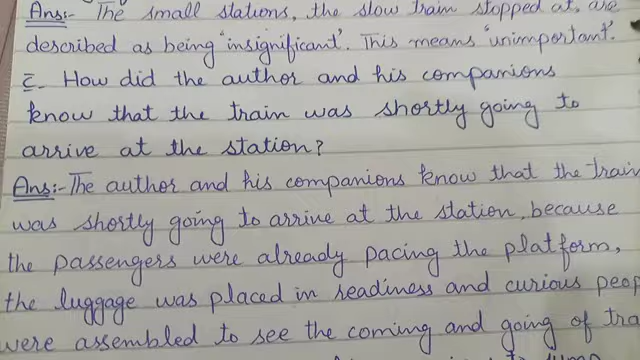 Ans:- The small stations, the slow train stopped at, are
described as being 'insignificant'. This means 'unimportant'.
c. How did the author and his companions
know that the train was shortly going to
arrive at the station?
Ans:- The author and his companions know that the train
was shortly going to arrive at the station, because
the passengers were already pacing the platform,
the luggage was placed in readiness and curious peop
were assembled to see the coming and going of tra